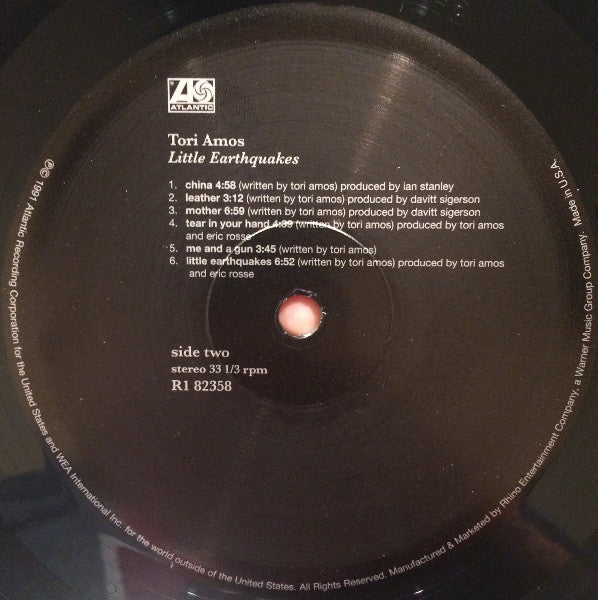 ATLANTIC
Tori Amos
Little Earthquakes
1. china 4:58 (written by tori amos) produced by ian stanley
2. leather 3:12 (written by tori amos) produced by davitt sigerson
3. mother 6:59 (written by tori amos) produced by davitt sigerson
4. tear in your hand 4:39 (written by tori amos) produced by tori amos
and eric rosse
5. me and a gun 3:45 (written by tori amos)
6. little earthquakes 6:52 (written by tori amos) produced by tori amos
and eric rosse
side two
stereo 33 1/3 rpm
R1 82358
℗ 1991 Atlantic Recording Corporation for the United States and WEA International Inc. for the world outside of the United States. All Rights Reserved. Manufactured & Marketed by Rhino Entertainment Company, a Warner Music Group Company. Made in U.S.A.